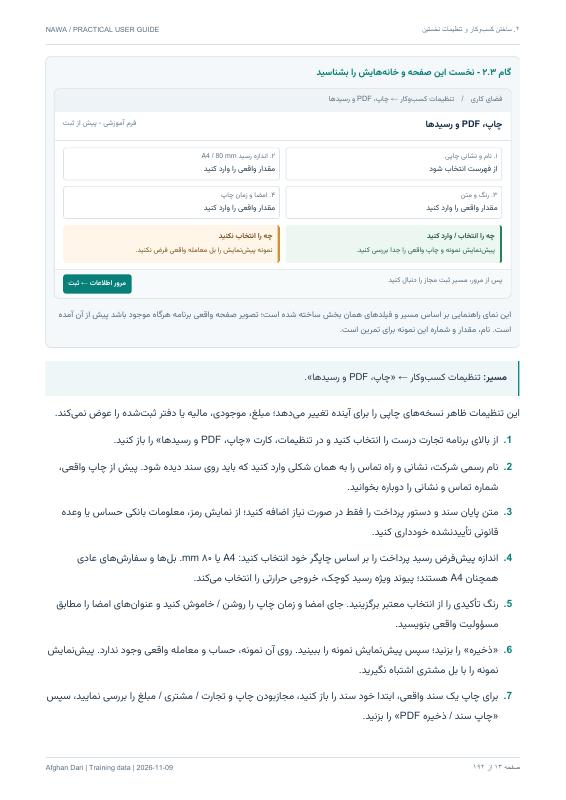 ۴. ساختن کسب‌وکار و تنظیمات نخستین
NAWA / PRACTICAL USER GUIDE
گام ۲.۳ - نخست این صفحه و خانه‌هایش را بشناسید
فضای کاری / تنظیمات کسب‌وکار ← چاپ، PDF و رسیدها
چاپ، PDF و رسیدها
فرم آموزشی - پیش از ثبت
۱. نام و نشانی چاپی
از فهرست انتخاب شود
۲. اندازه رسید A4 / 80 mm
مقدار واقعی را وارد کنید
۳. رنگ و متن
مقدار واقعی را وارد کنید
۴. امضا و زمان چاپ
مقدار واقعی را وارد کنید
چه را انتخاب / وارد کنید
پیش‌نمایش نمونه و چاپ واقعی را جدا بررسی کنید.
چه را انتخاب نکنید
نمونه پیش‌نمایش را بل معامله واقعی فرض نکنید.
پس از مرور، مسیر ثبت مجاز را دنبال کنید
مرور اطلاعات ← ثبت
این نمای راهنمایی بر اساس مسیر و فیلدهای همان بخش ساخته شده است؛ تصویر صفحه واقعی برنامه هرگاه موجود باشد پیش از آن آمده
است. نام، مقدار و شماره این نمونه برای تمرین است.
مسیر: تنظیمات کسب‌وکار ← «چاپ، PDF و رسیدها».
این تنظیمات ظاهر نسخه‌های چاپی را برای آینده تغییر می‌دهد؛ مبلغ، موجودی، مالیه یا دفتر ثبت‌شده را عوض نمی‌کند.
1. از بالای برنامه تجارت درست را انتخاب کنید و در تنظیمات، کارت «چاپ، PDF و رسیدها» را باز کنید.
2. نام رسمی شرکت، نشانی و راه تماس را به همان شکلی وارد کنید که باید روی سند دیده شود. پیش از چاپ واقعی،
شماره تماس و نشانی را دوباره بخوانید.
3. متن پایان سند و دستور پرداخت را فقط در صورت نیاز اضافه کنید؛ از نمایش رمز، معلومات بانکی حساس یا وعده
قانونی تأییدنشده خودداری کنید.
4. اندازه پیش‌فرض رسید پرداخت را بر اساس چاپگر خود انتخاب کنید: A4 یا ۸۰ mm. بل‌ها و سفارش‌های عادی
همچنان A4 هستند؛ پیوند ویژه رسید کوچک، خروجی حرارتی را انتخاب می‌کند.
5. رنگ تأکیدی را از انتخاب معتبر برگزینید. جای امضا و زمان چاپ را روشن / خاموش کنید و عنوان‌های امضا را مطابق
مسؤولیت واقعی بنویسید.
6. «ذخیره» را بزنید؛ سپس پیش‌نمایش نمونه را ببینید. روی آن نمونه، حساب و معامله واقعی وجود ندارد. پیش‌نمایش
نمونه را با بل مشتری اشتباه نگیرید.
7. برای چاپ یک سند واقعی، ابتدا خود سند را باز کنید، مجازبودن چاپ و تجارت / مشتری / مبلغ را بررسی نمایید، سپس
«چاپ سند / ذخیره PDF» را بزنید.
صفحه ۱۳ از ۱۹۲
Afghan Dari | Training data | 2026-11-09